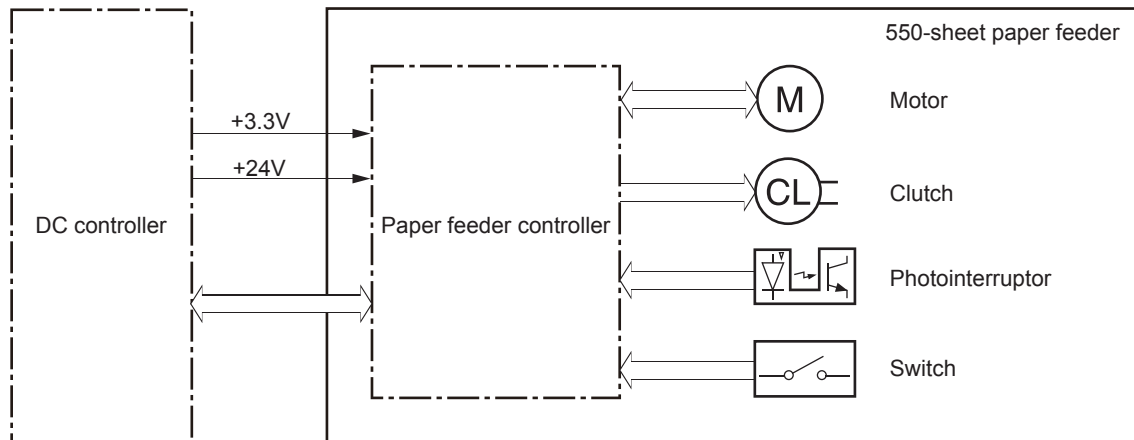 550-sheet paper feeder
M
Motor
+3.3V
+24V
CL
Clutch
DC controller
Paper feeder controller
Photointerruptor
Switch